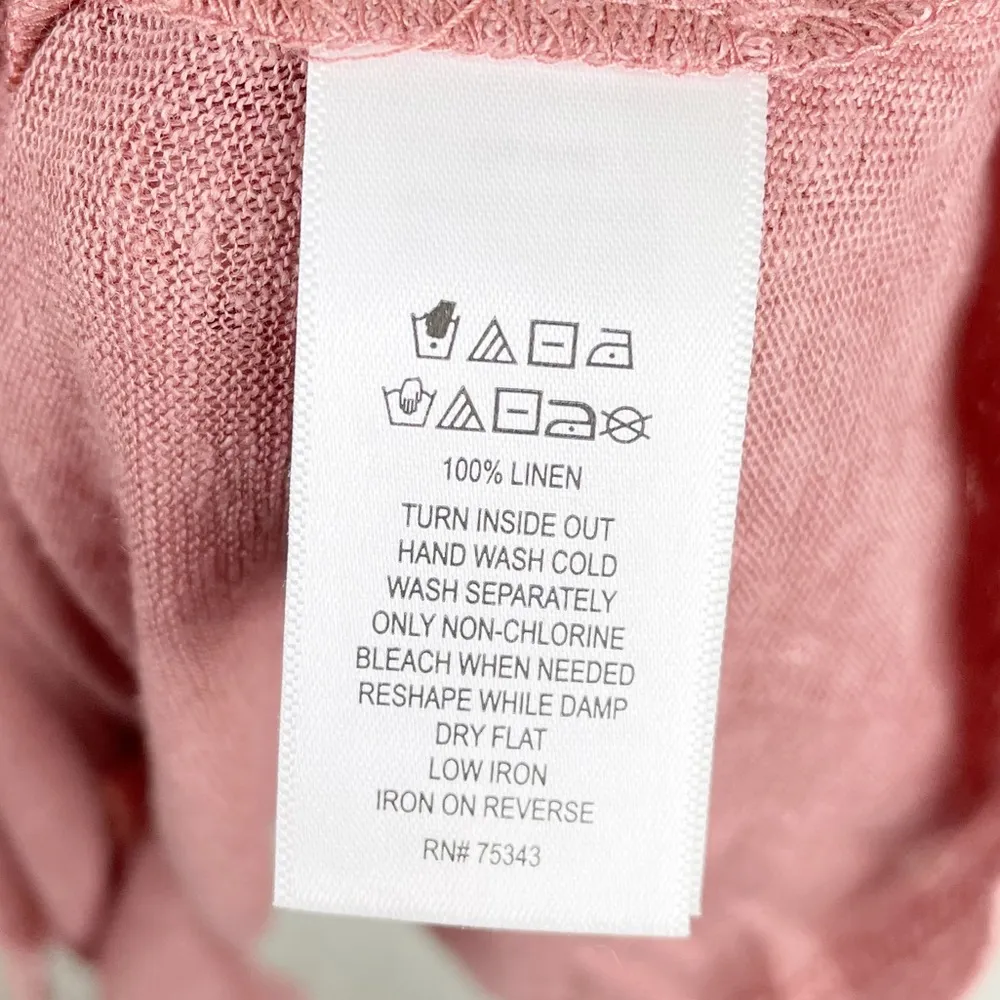 100% LINEN
TURN INSIDE OUT
HAND WASH COLD
WASH SEPARATELY
ONLY NON-CHLORINE
BLEACH WHEN NEEDED
RESHAPE WHILE DAMP
DRY FLAT
LOW IRON
IRON ON REVERSE
RN# 75343